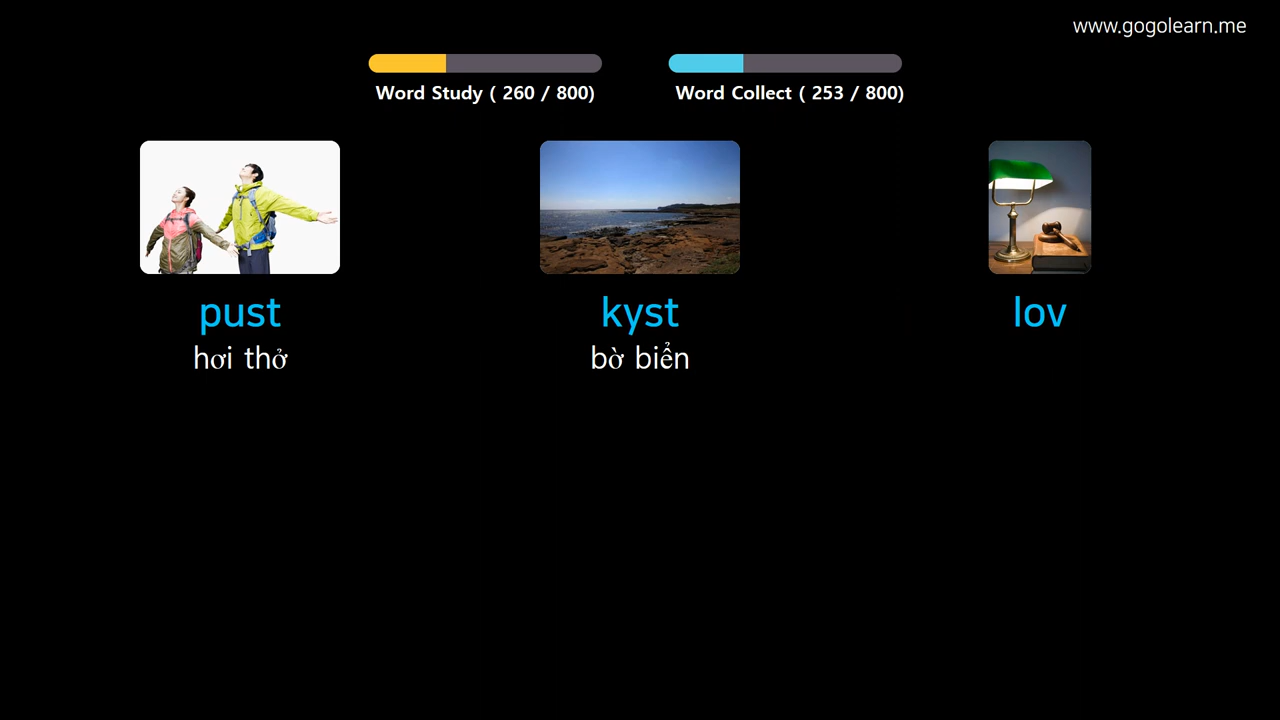 www.gogolearn.me
Word Study ( 260 / 800)
Word Collect ( 253 / 800)
pust
kyst
lov
hơi thở
bờ biển